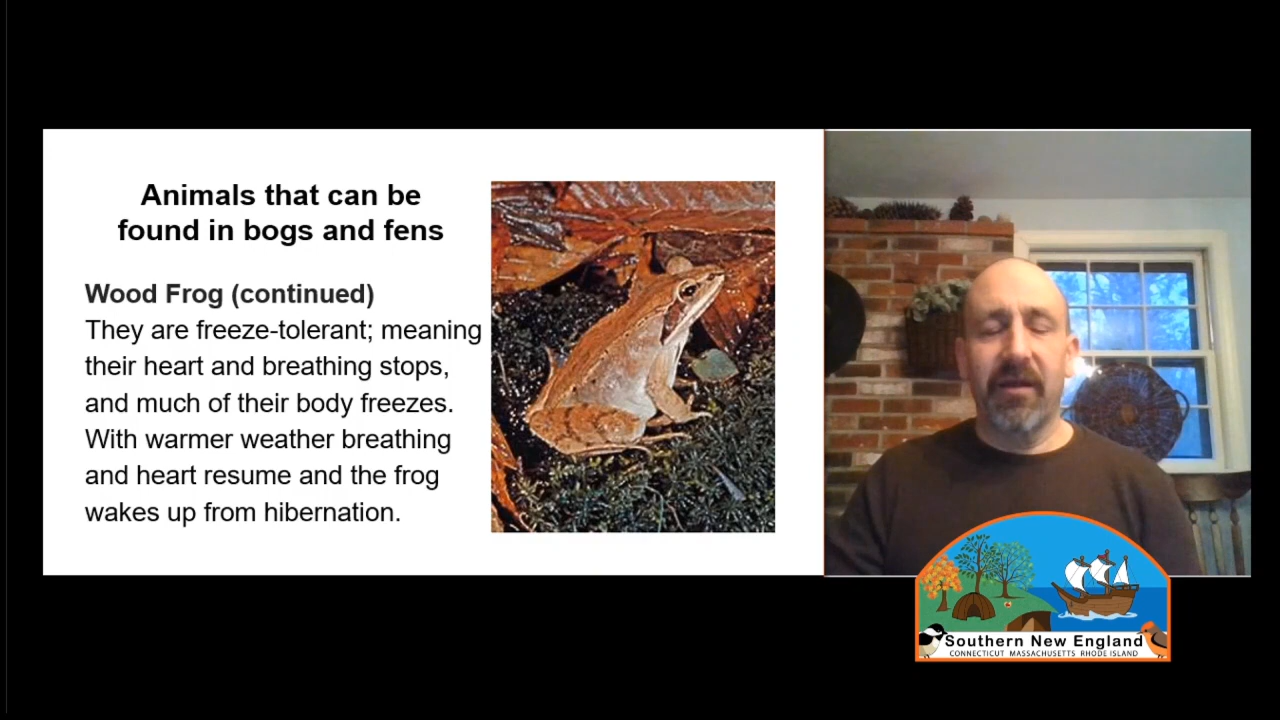 Animals that can be
found in bogs and fens
Wood Frog (continued)
They are freeze-tolerant; meaning
their heart and breathing stops,
and much of their body freezes.
With warmer weather breathing
and heart resume and the frog
wakes up from hibernation.
Southern New England
CONNECTICUT MASSACHUSETTS RHODE ISLAND